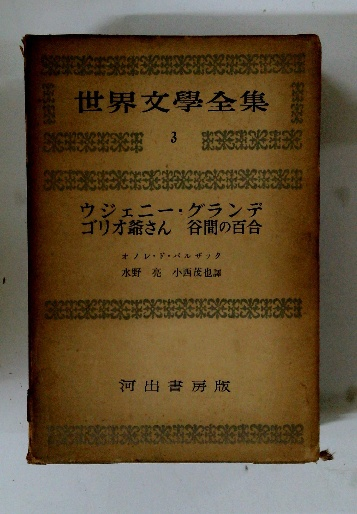 世界文學全集
3
ウジェニー・グランデ
ゴリオ爺さん 谷間の百合
オノレ・ド・バルザック
水野 亮 小西茂也譯
河出書房版